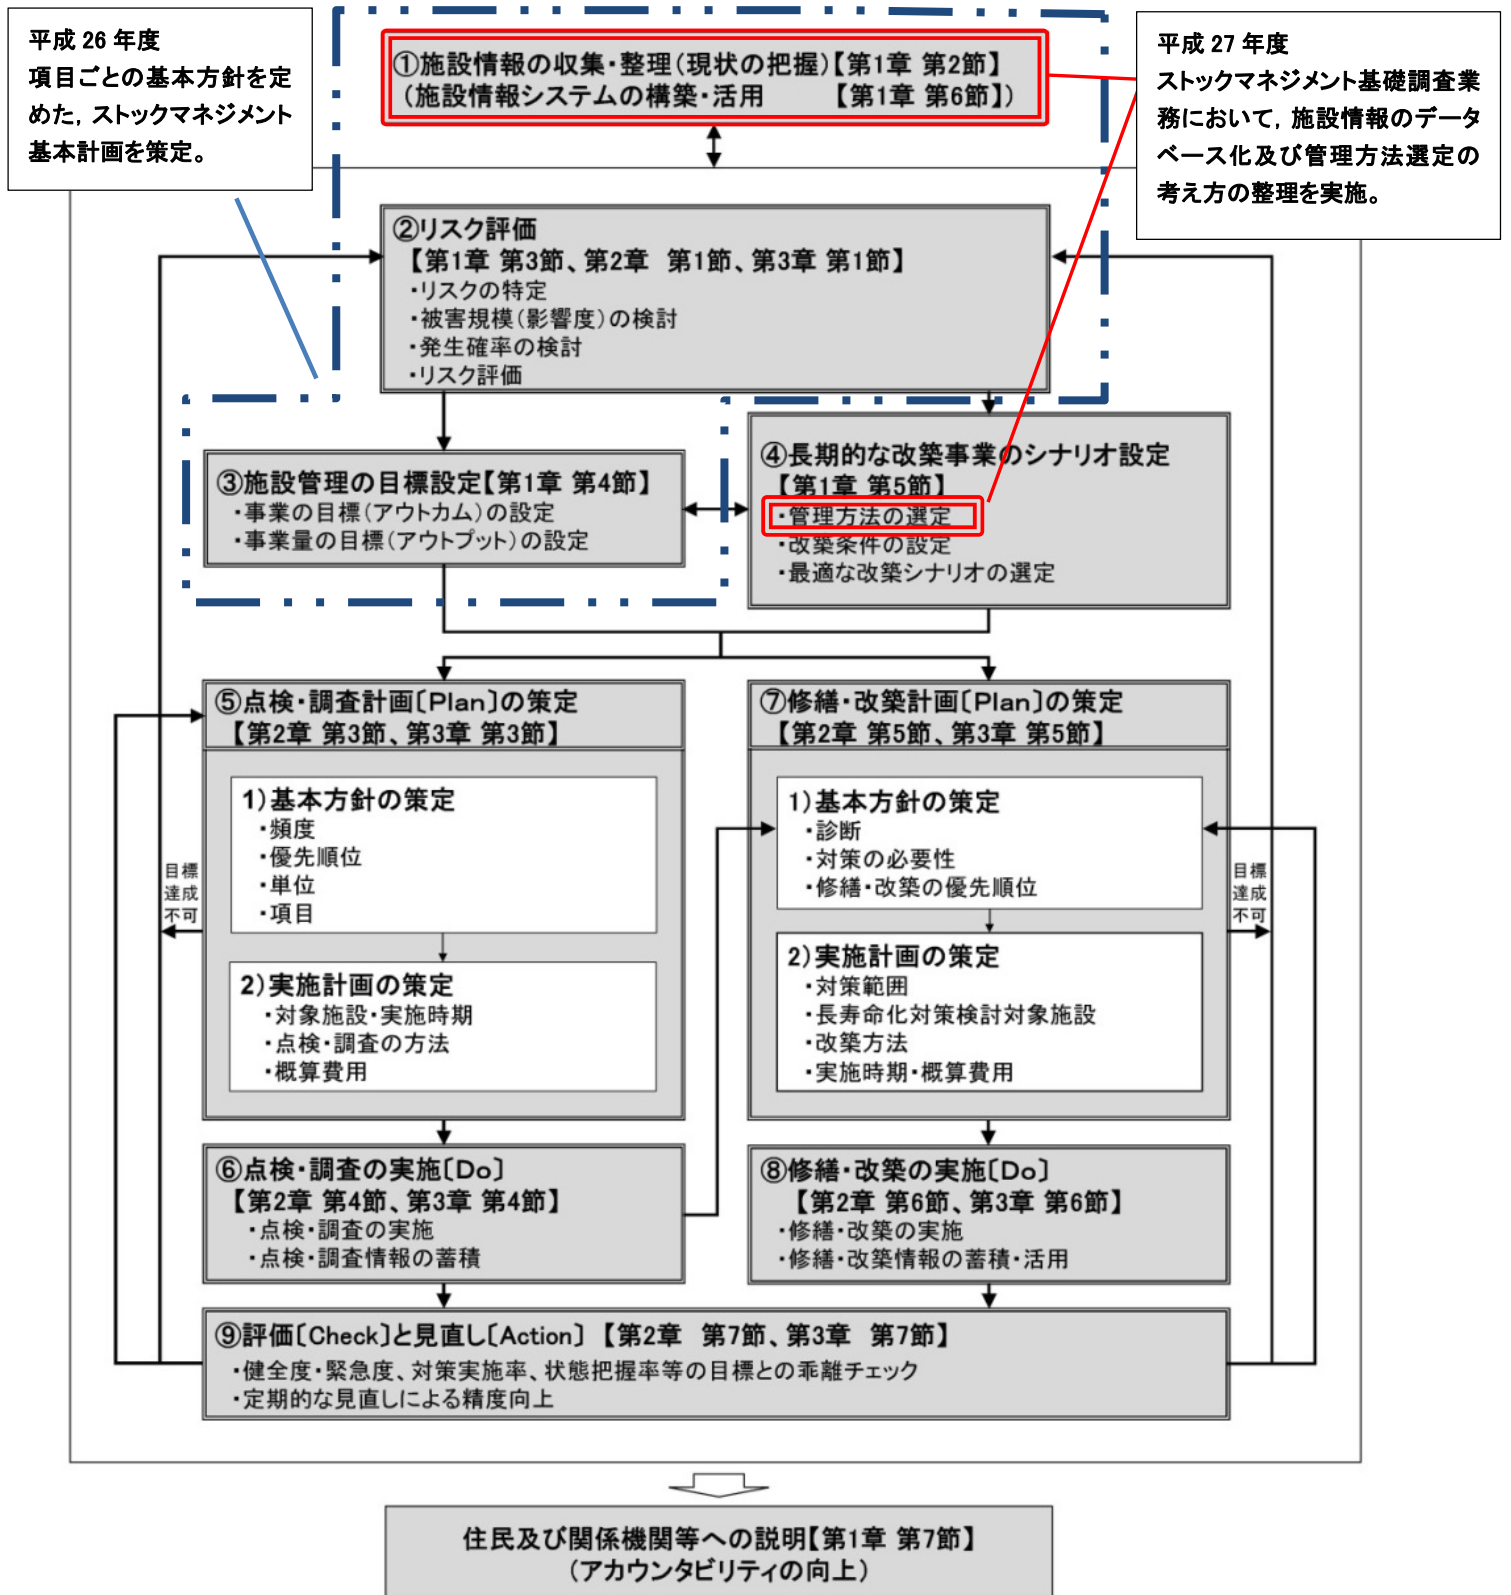 平成 26 年度
項目ごとの基本方針を定
めた，ストックマネジメント
基本計画を策定。
①施設情報の収集・整理（現状の把握）【第1章 第2節】
（施設情報システムの構築・活用　　【第1章 第6節】）
平成 27 年度
ストックマネジメント基礎調査業
務において，施設情報のデータ
ベース化及び管理方法選定の
考え方の整理を実施。
②リスク評価
【第1章 第3節、第2章　第1節、第3章 第1節】
・リスクの特定
・被害規模（影響度）の検討
・発生確率の検討
・リスク評価
③施設管理の目標設定【第1章 第4節】
・事業の目標（アウトカム）の設定
・事業量の目標（アウトプット）の設定
④長期的な改築事業のシナリオ設定
【第1章 第5節】
・管理方法の選定
・改築条件の設定
・最適な改築シナリオの選定
⑤点検・調査計画〔Plan〕の策定
【第2章 第3節、第3章 第3節】
1）基本方針の策定
・頻度
・優先順位
・単位
・項目
2）実施計画の策定
・対象施設・実施時期
・点検・調査の方法
・概算費用
目標
達成
不可
⑦修繕・改築計画〔Plan〕の策定
【第2章 第5節、第3章 第5節】
1）基本方針の策定
・診断
・対策の必要性
・修繕・改築の優先順位
2）実施計画の策定
・対策範囲
・長寿命化対策検討対象施設
・改築方法
・実施時期・概算費用
目標
達成
不可
⑥点検・調査の実施〔Do〕
【第2章 第4節、第3章 第4節】
・点検・調査の実施
・点検・調査情報の蓄積
⑧修繕・改築の実施〔Do〕
【第2章 第6節、第3章 第6節】
・修繕・改築の実施
・修繕・改築情報の蓄積・活用
⑨評価〔Check〕と見直し〔Action〕【第2章　第7節、第3章　第7節】
・健全度・緊急度、対策実施率、状態把握率等の目標との乖離チェック
・定期的な見直しによる精度向上
住民及び関係機関等への説明【第1章 第7節】
（アカウンタビリティの向上）